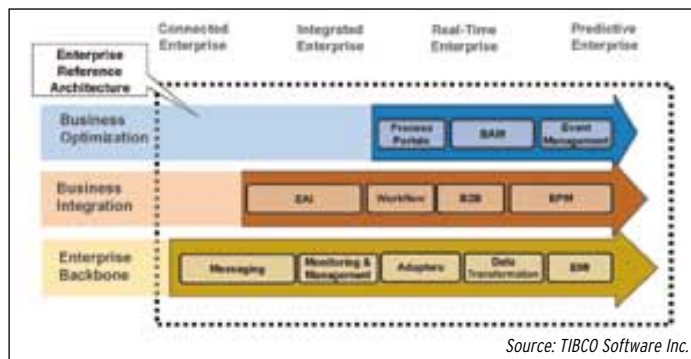 Connected
Enterprise
Integrated
Enterprise
Real-Time
Enterprise
Predictive
Enterprise
Enterprise
Reference
Architecture
Business
Optimization
Process
Portals
BAM
Event
Management
Business
Integration
EAI
Workflow
B2B
BPM
Enterprise
Backbone
Messaging
Monitoring &
Management
Adapters
Data
Transformation
Source: TIBCO Software Inc.